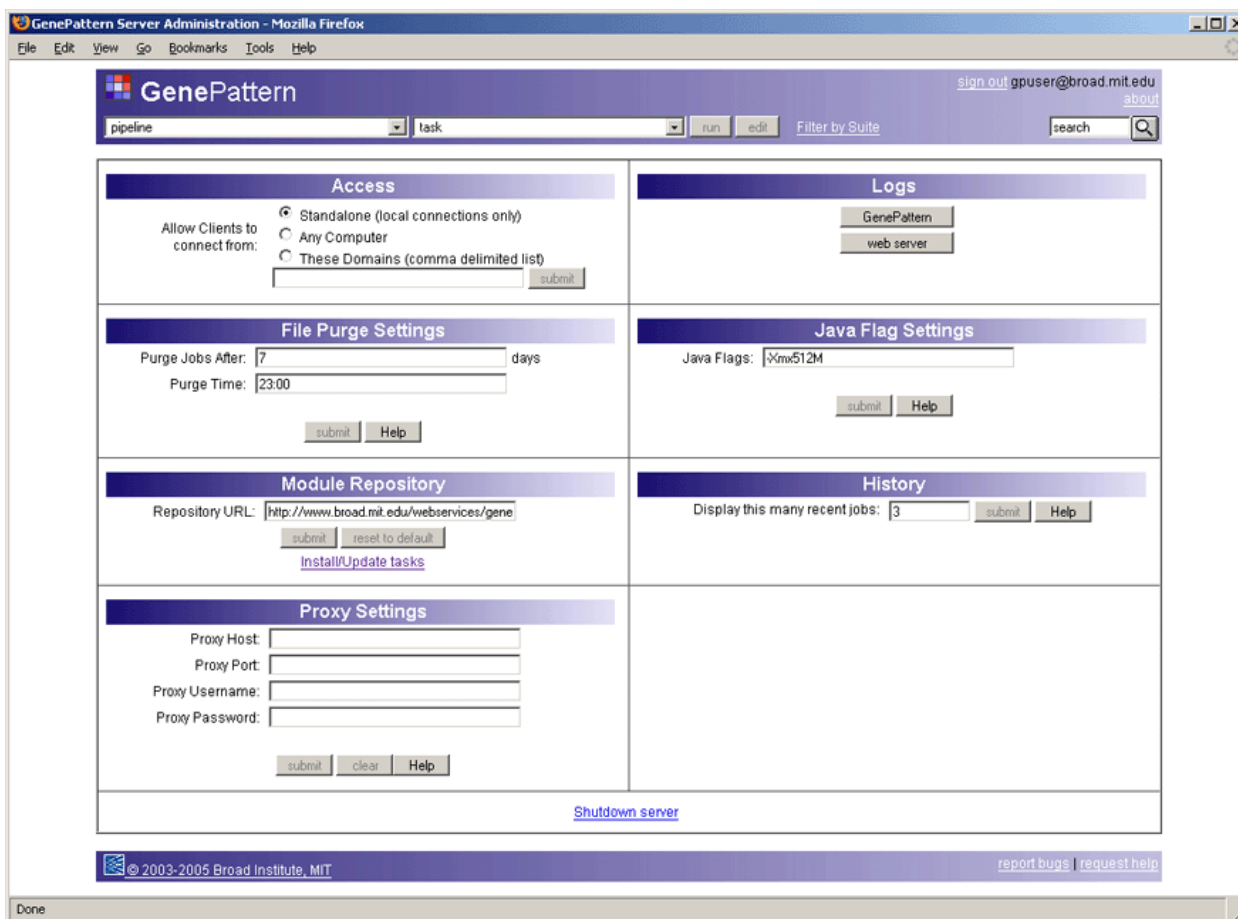 GenePattern Server Administration - Mozilla Firefox
File Edit View Go Bookmarks Tools Help
GenePattern
sign out gpuser@broad.mit.edu
about
pipeline task run edit Filter by Suite search
Access
Allow Clients to connect from:
Standalone (local connections only)
Any Computer
These Domains (comma delimited list)
submit
Logs
GenePattern
web server
File Purge Settings
Purge Jobs After: 7 days
Purge Time: 23:00
submit Help
Java Flag Settings
Java Flags: -Xmx512M
submit Help
Module Repository
Repository URL: http://www.broad.mit.edu/webservices/gene
submit reset to default
Install/Update tasks
History
Display this many recent jobs: 3 submit Help
Proxy Settings
Proxy Host:
Proxy Port:
Proxy Username:
Proxy Password:
submit clear Help
Shutdown server
© 2003-2005 Broad Institute, MIT
report bugs | request help
Done